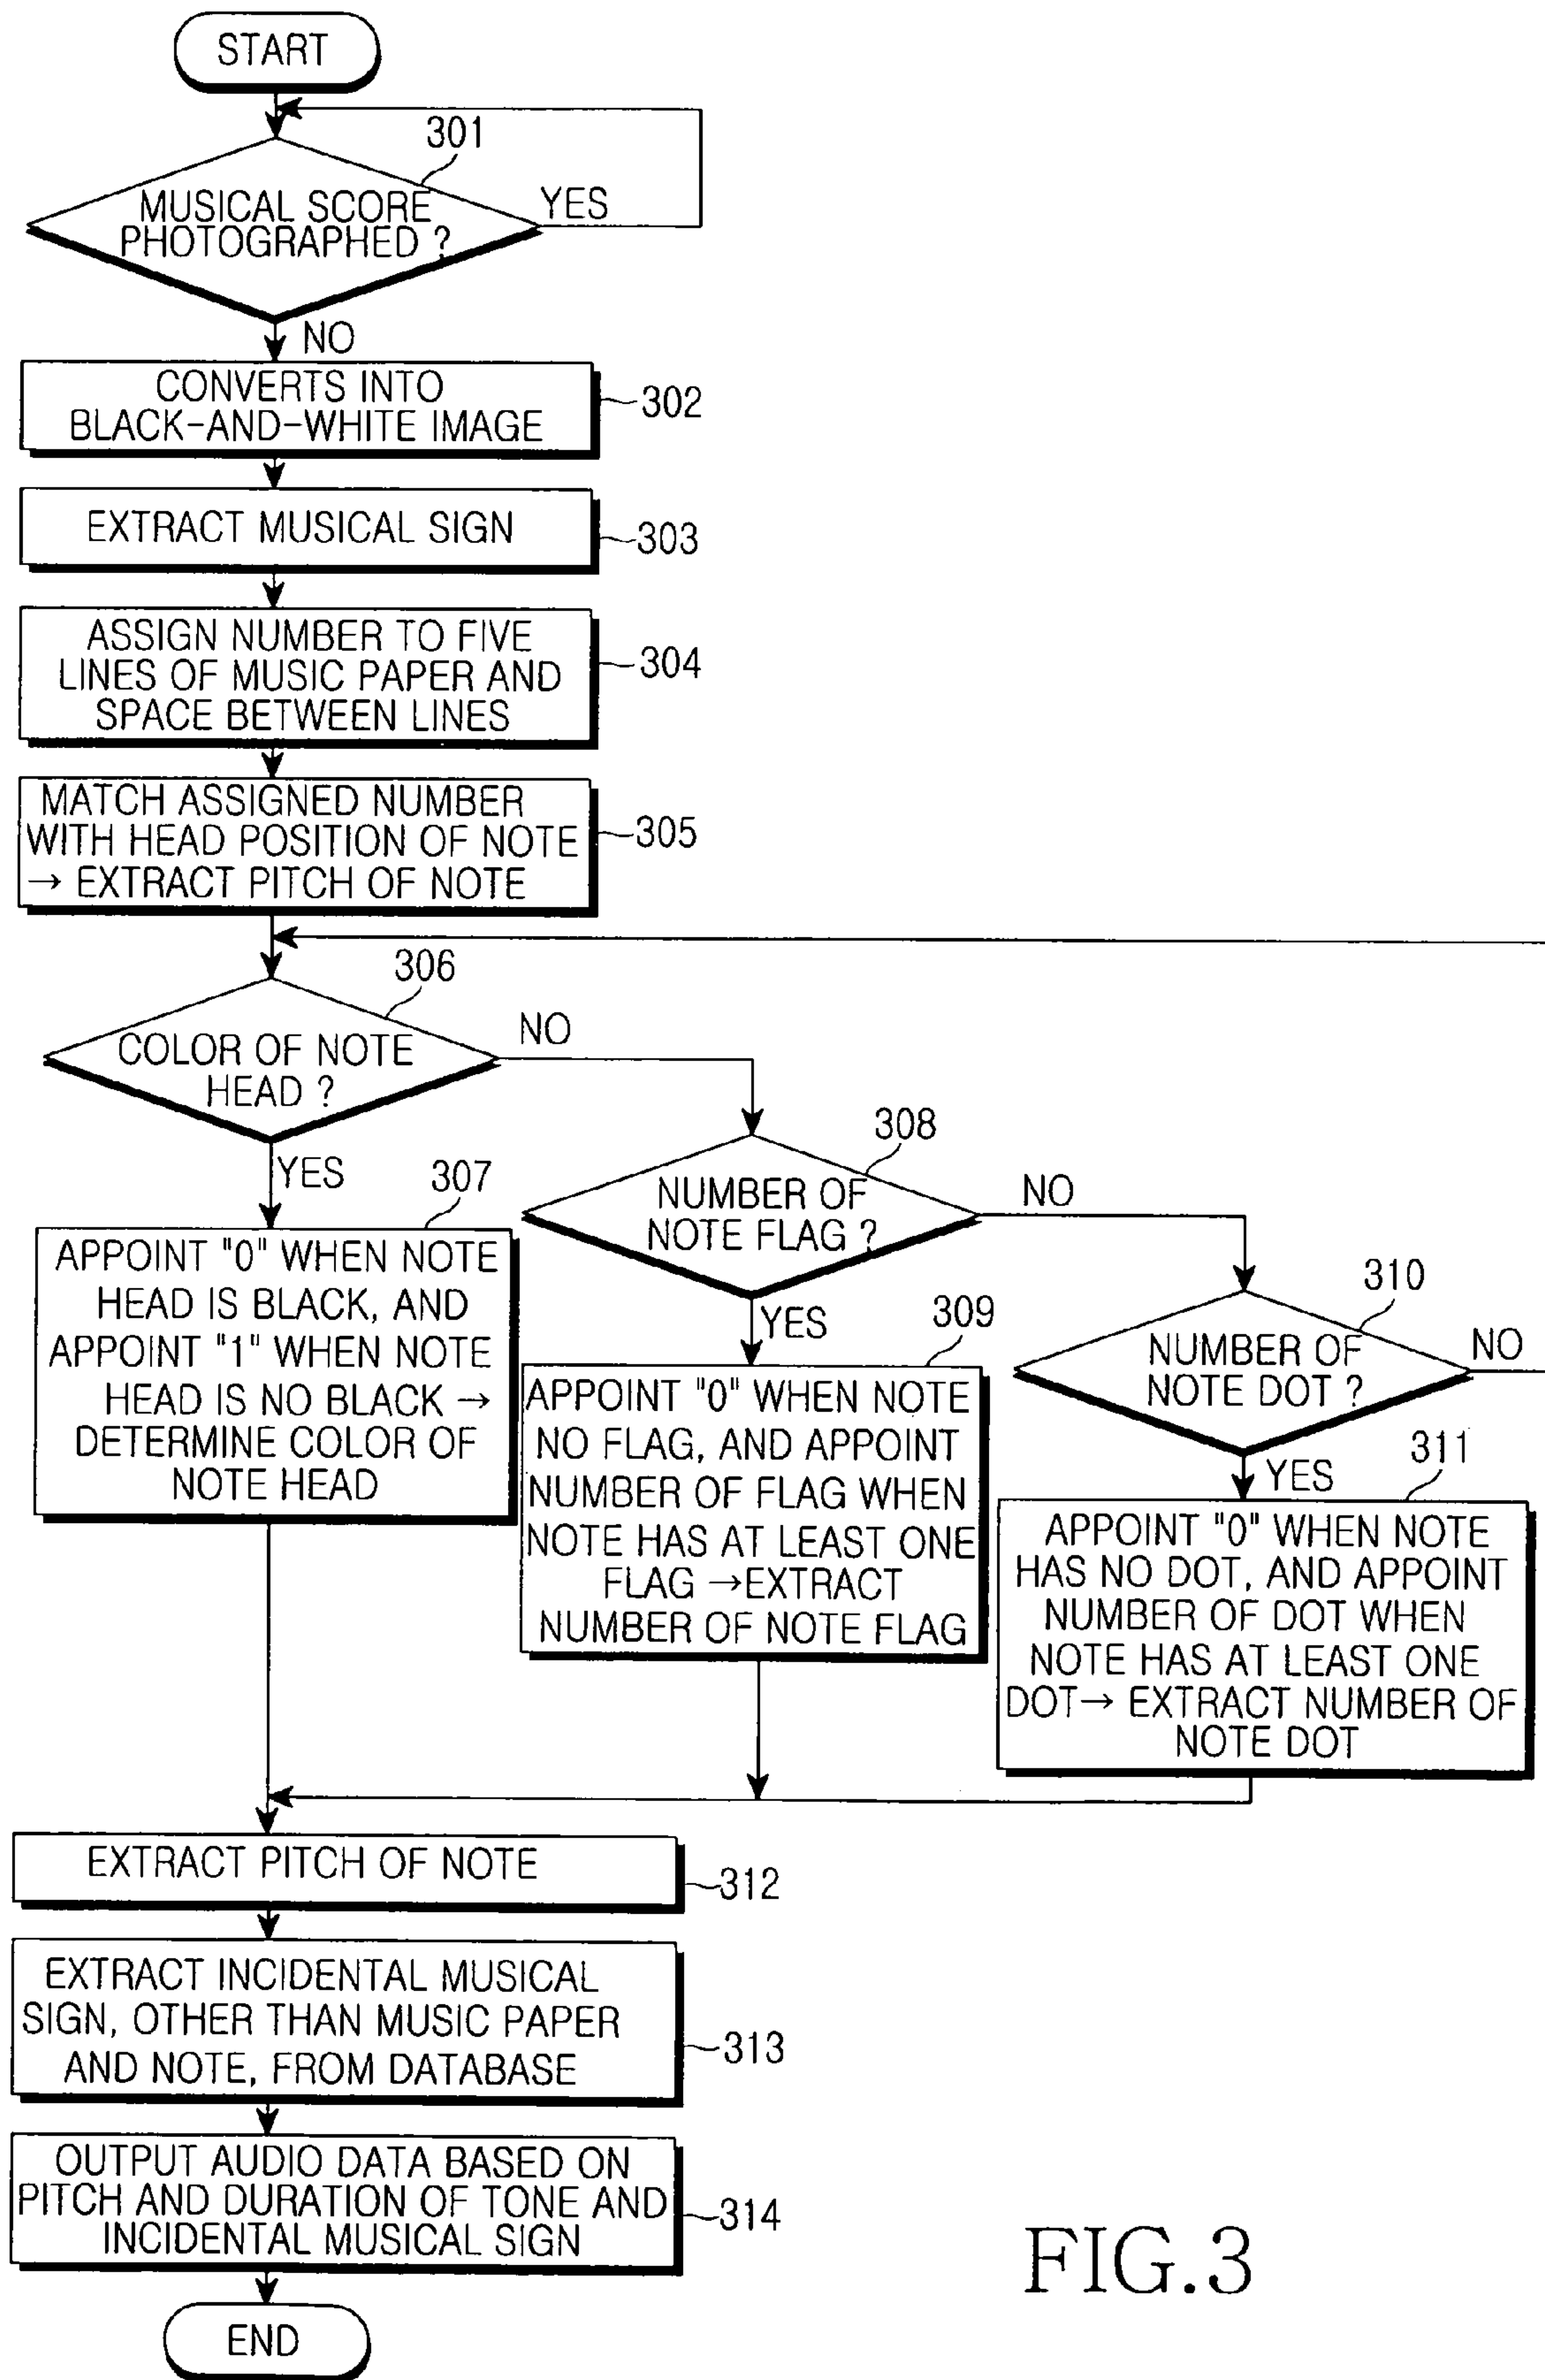 START
301
MUSICAL SCORE
PHOTOGRAPHED ?
YES
NO
CONVERTS INTO
BLACK-AND-WHITE IMAGE
302
EXTRACT MUSICAL SIGN
303
ASSIGN NUMBER TO FIVE
LINES OF MUSIC PAPER AND
SPACE BETWEEN LINES
304
MATCH ASSIGNED NUMBER
WITH HEAD POSITION OF NOTE
→ EXTRACT PITCH OF NOTE
305
306
COLOR OF NOTE
HEAD ?
NO
YES
307
APPOINT "0" WHEN NOTE
HEAD IS BLACK, AND
APPOINT "1" WHEN NOTE
HEAD IS NO BLACK →
DETERMINE COLOR OF
NOTE HEAD
308
NUMBER OF
NOTE FLAG ?
NO
YES
309
APPOINT "0" WHEN NOTE
NO FLAG, AND APPOINT
NUMBER OF FLAG WHEN
NOTE HAS AT LEAST ONE
FLAG →EXTRACT
NUMBER OF NOTE FLAG
310
NUMBER OF
NOTE DOT ?
NO
YES
311
APPOINT "0" WHEN NOTE
HAS NO DOT, AND APPOINT
NUMBER OF DOT WHEN
NOTE HAS AT LEAST ONE
DOT→ EXTRACT NUMBER OF
NOTE DOT
EXTRACT PITCH OF NOTE
312
EXTRACT INCIDENTAL MUSICAL
SIGN, OTHER THAN MUSIC PAPER
AND NOTE, FROM DATABASE
313
OUTPUT AUDIO DATA BASED ON
PITCH AND DURATION OF TONE AND
INCIDENTAL MUSICAL SIGN
314
END
FIG.3